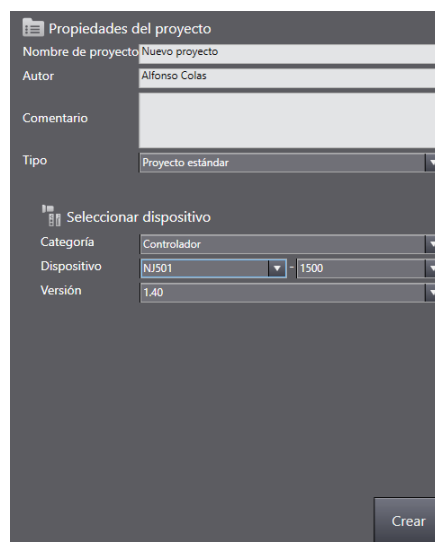 Propiedades del proyecto
Nombre de proyecto Nuevo proyecto
Autor Alfonso Colas
Comentario
Tipo Proyecto estándar
Seleccionar dispositivo
Categoría Controlador
Dispositivo NJ501 - 1500
Versión 1.40
Crear